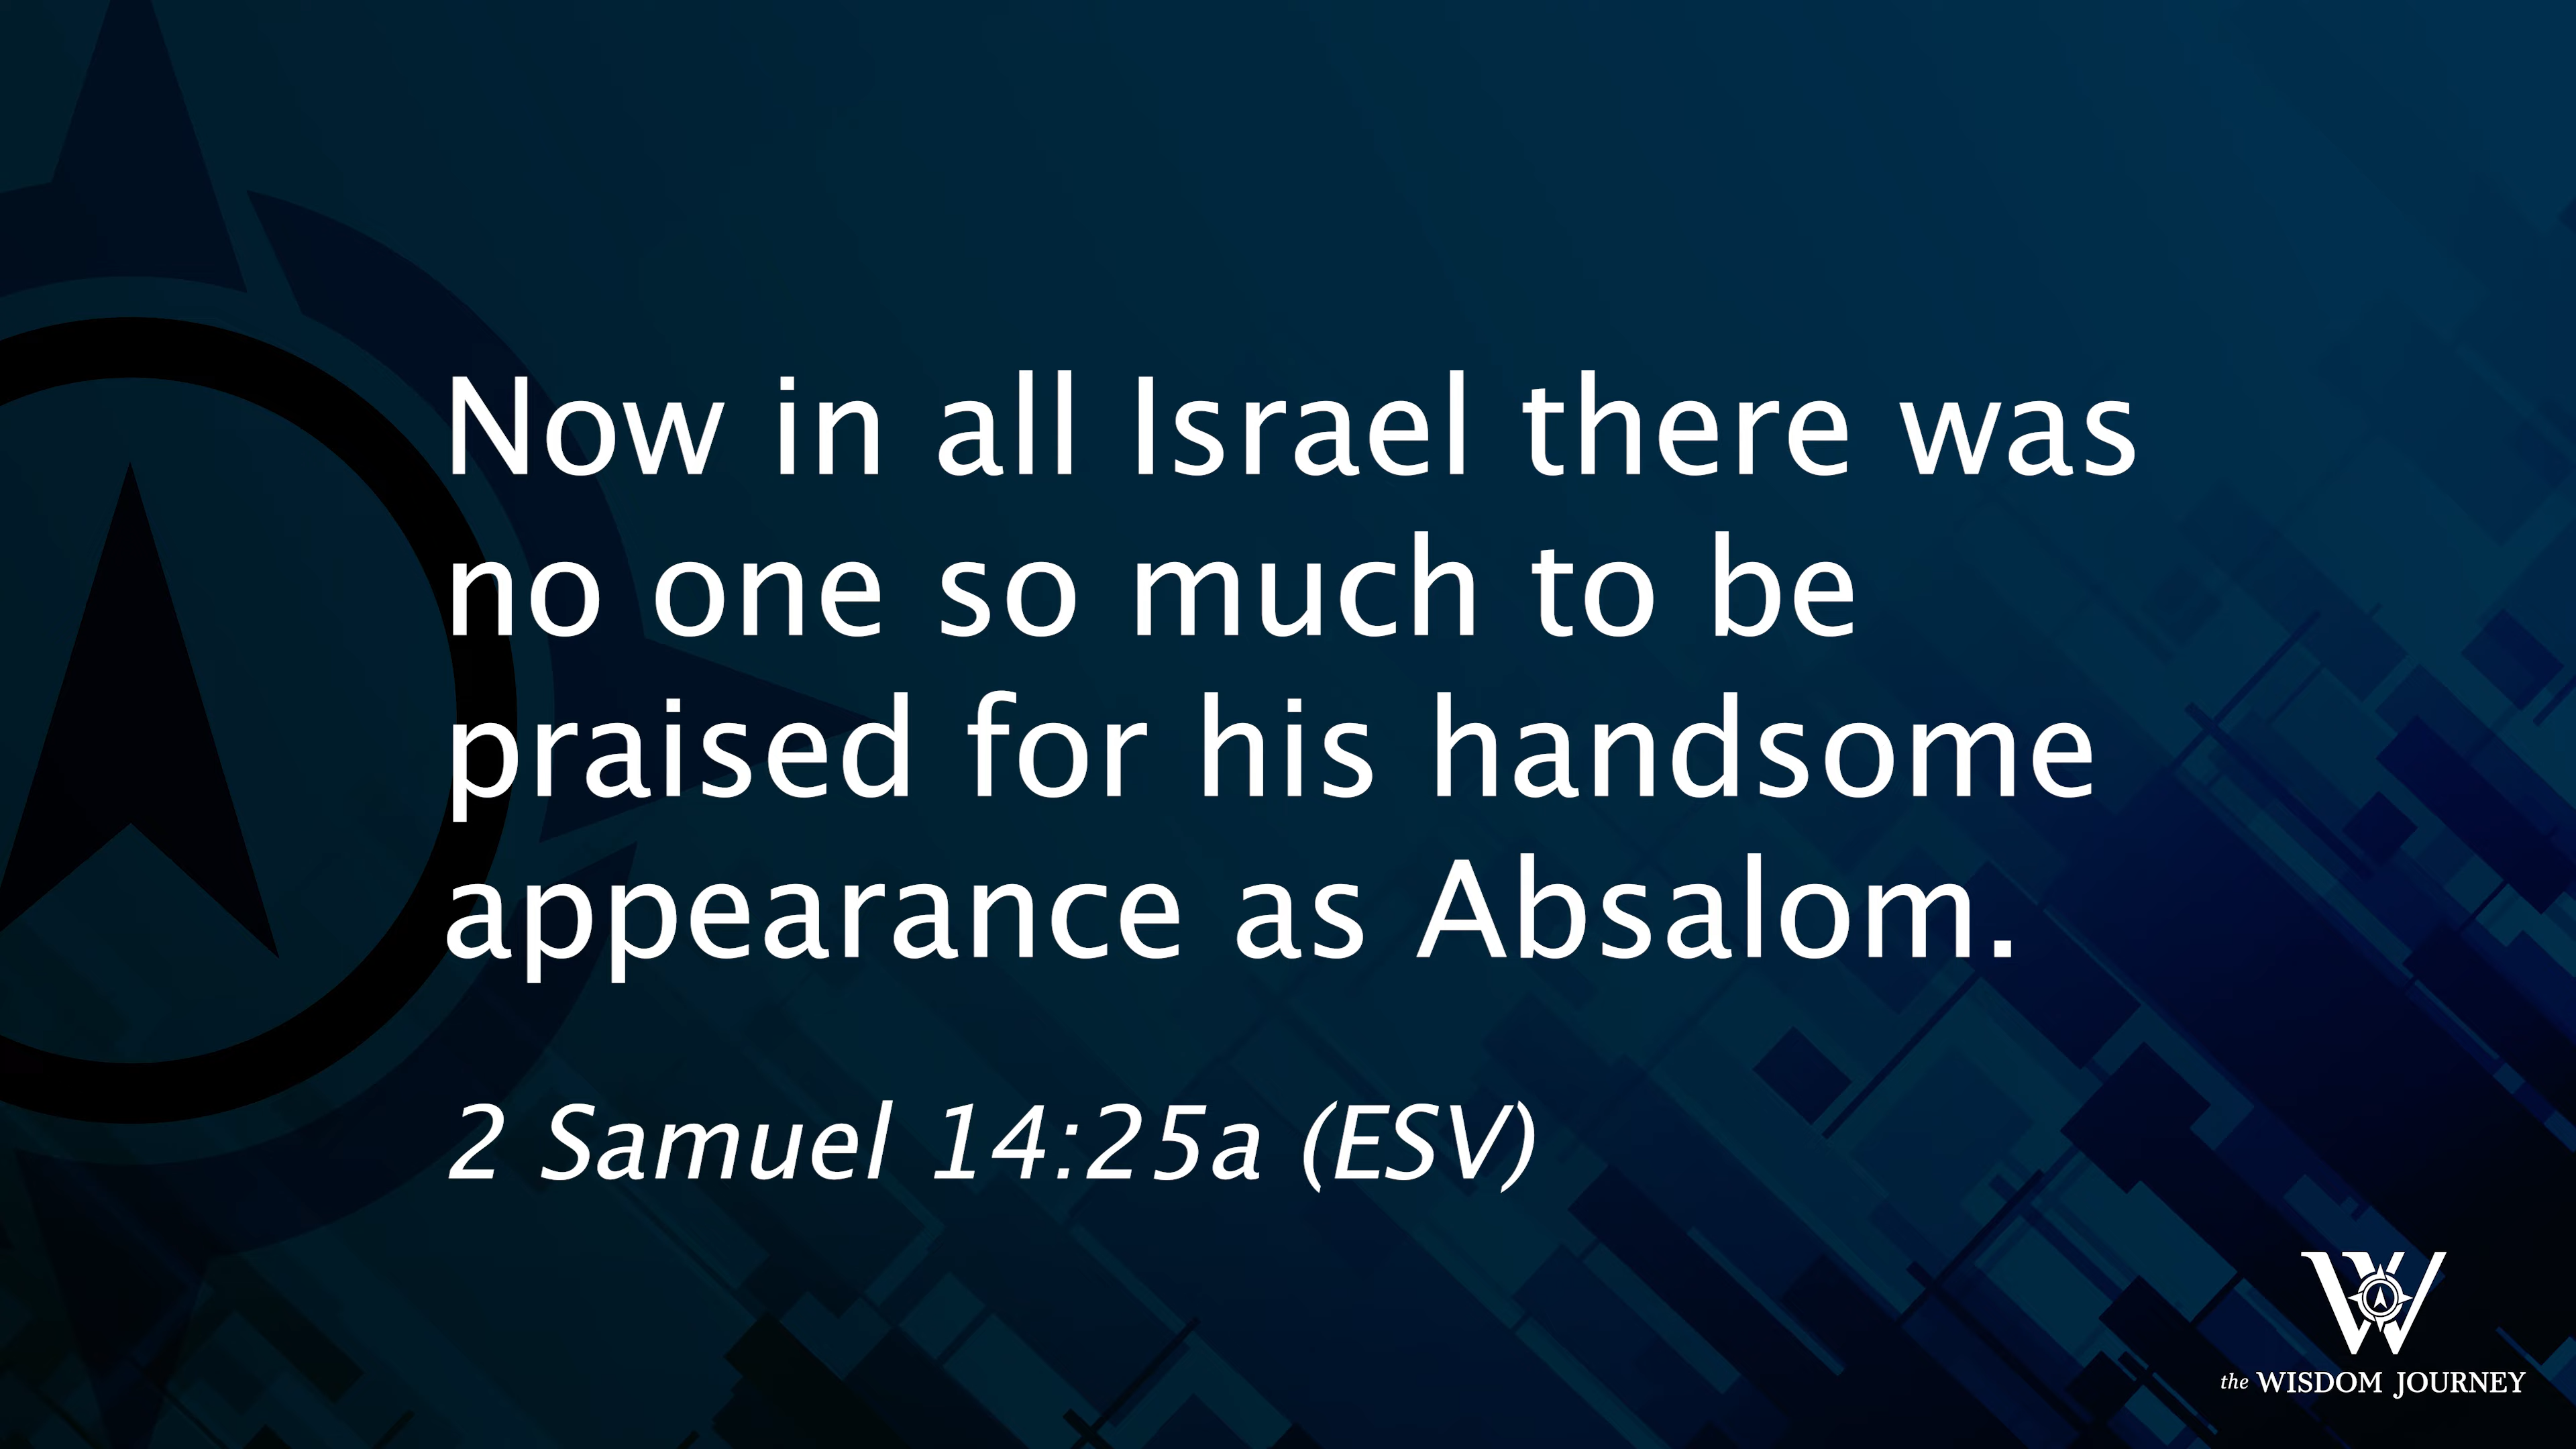 Now in all Israel there was
no one so much to be
praised for his handsome
appearance as Absalom.
2 Samuel 14:25a (ESV)
W
the WISDOM JOURNEY